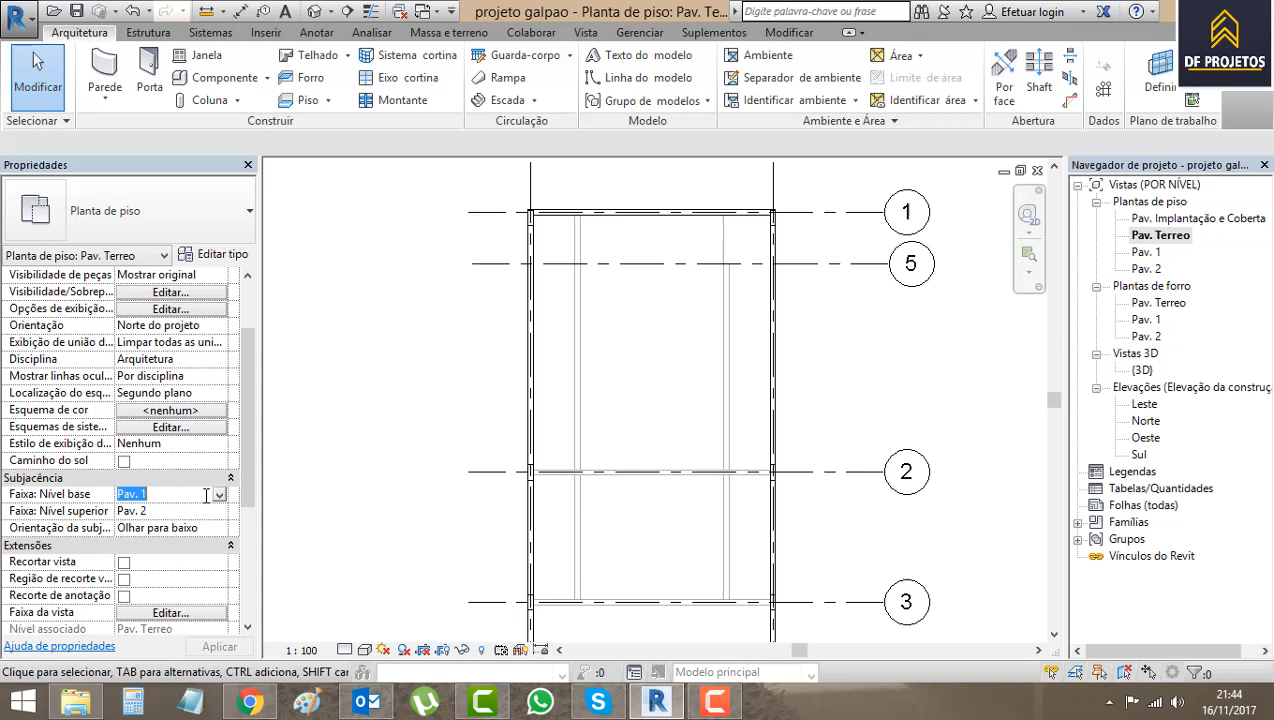 projeto galpao - Planta de piso: Pav. Te...
Digite palavra-chave ou frase
Efetuar login
Arquitetura Estrutura Sistemas Inserir Anotar Analisar Massa e terreno Colaborar Vista Gerenciar Suplementos Modificar
DF PROJETOS
Janela Telhado Sistema cortina Guarda-corpo Texto do modelo Ambiente Área
Componente Forro Eixo cortina Rampa Linha do modelo Separador de ambiente Limite de área
Coluna Piso Montante Escada Grupo de modelos Identificar ambiente Identificar área
Modificar Parede Porta Por face Shaft Defini
Selecionar Construir Circulação Modelo Ambiente e Área Abertura Dados Plano de trabalho
Propriedades
Planta de piso
Planta de piso: Pav. Terreo Editar tipo
Visibilidade de peças Mostrar original
Visibilidade/Sobrep... Editar...
Opções de exibição... Editar...
Orientação Norte do projeto
Exibição de união d... Limpar todas as uni...
Disciplina Arquitetura
Mostrar linhas ocul... Por disciplina
Localização do esq... Segundo plano
Esquema de cor <nenhum>
Esquemas de siste... Editar...
Estilo de exibição d... Nenhum
Caminho do sol
Subjacência
Faixa: Nível base Pav. 1
Faixa: Nível superior Pav. 2
Orientação da subj... Olhar para baixo
Extensões
Recortar vista
Região de recorte v...
Recorte de anotação
Faixa da vista Editar...
Nível associado Pav. Terreo
Ajuda de propriedades Aplicar
1
5
2
3
2D
1 : 100
Navegador de projeto - projeto gal...
Vistas (POR NÍVEL)
Plantas de piso
Pav. Implantação e Coberta
Pav. Terreo
Pav. 1
Pav. 2
Plantas de forro
Pav. Terreo
Pav. 1
Pav. 2
Vistas 3D
{3D}
Elevações (Elevação da construç
Leste
Norte
Oeste
Sul
Legendas
Tabelas/Quantidades
Folhas (todas)
Famílias
Grupos
Vínculos do Revit
Clique para selecionar, TAB para alternativas, CTRL adiciona, SHIFT car
:0
Modelo principal
:0
21:44
16/11/2017